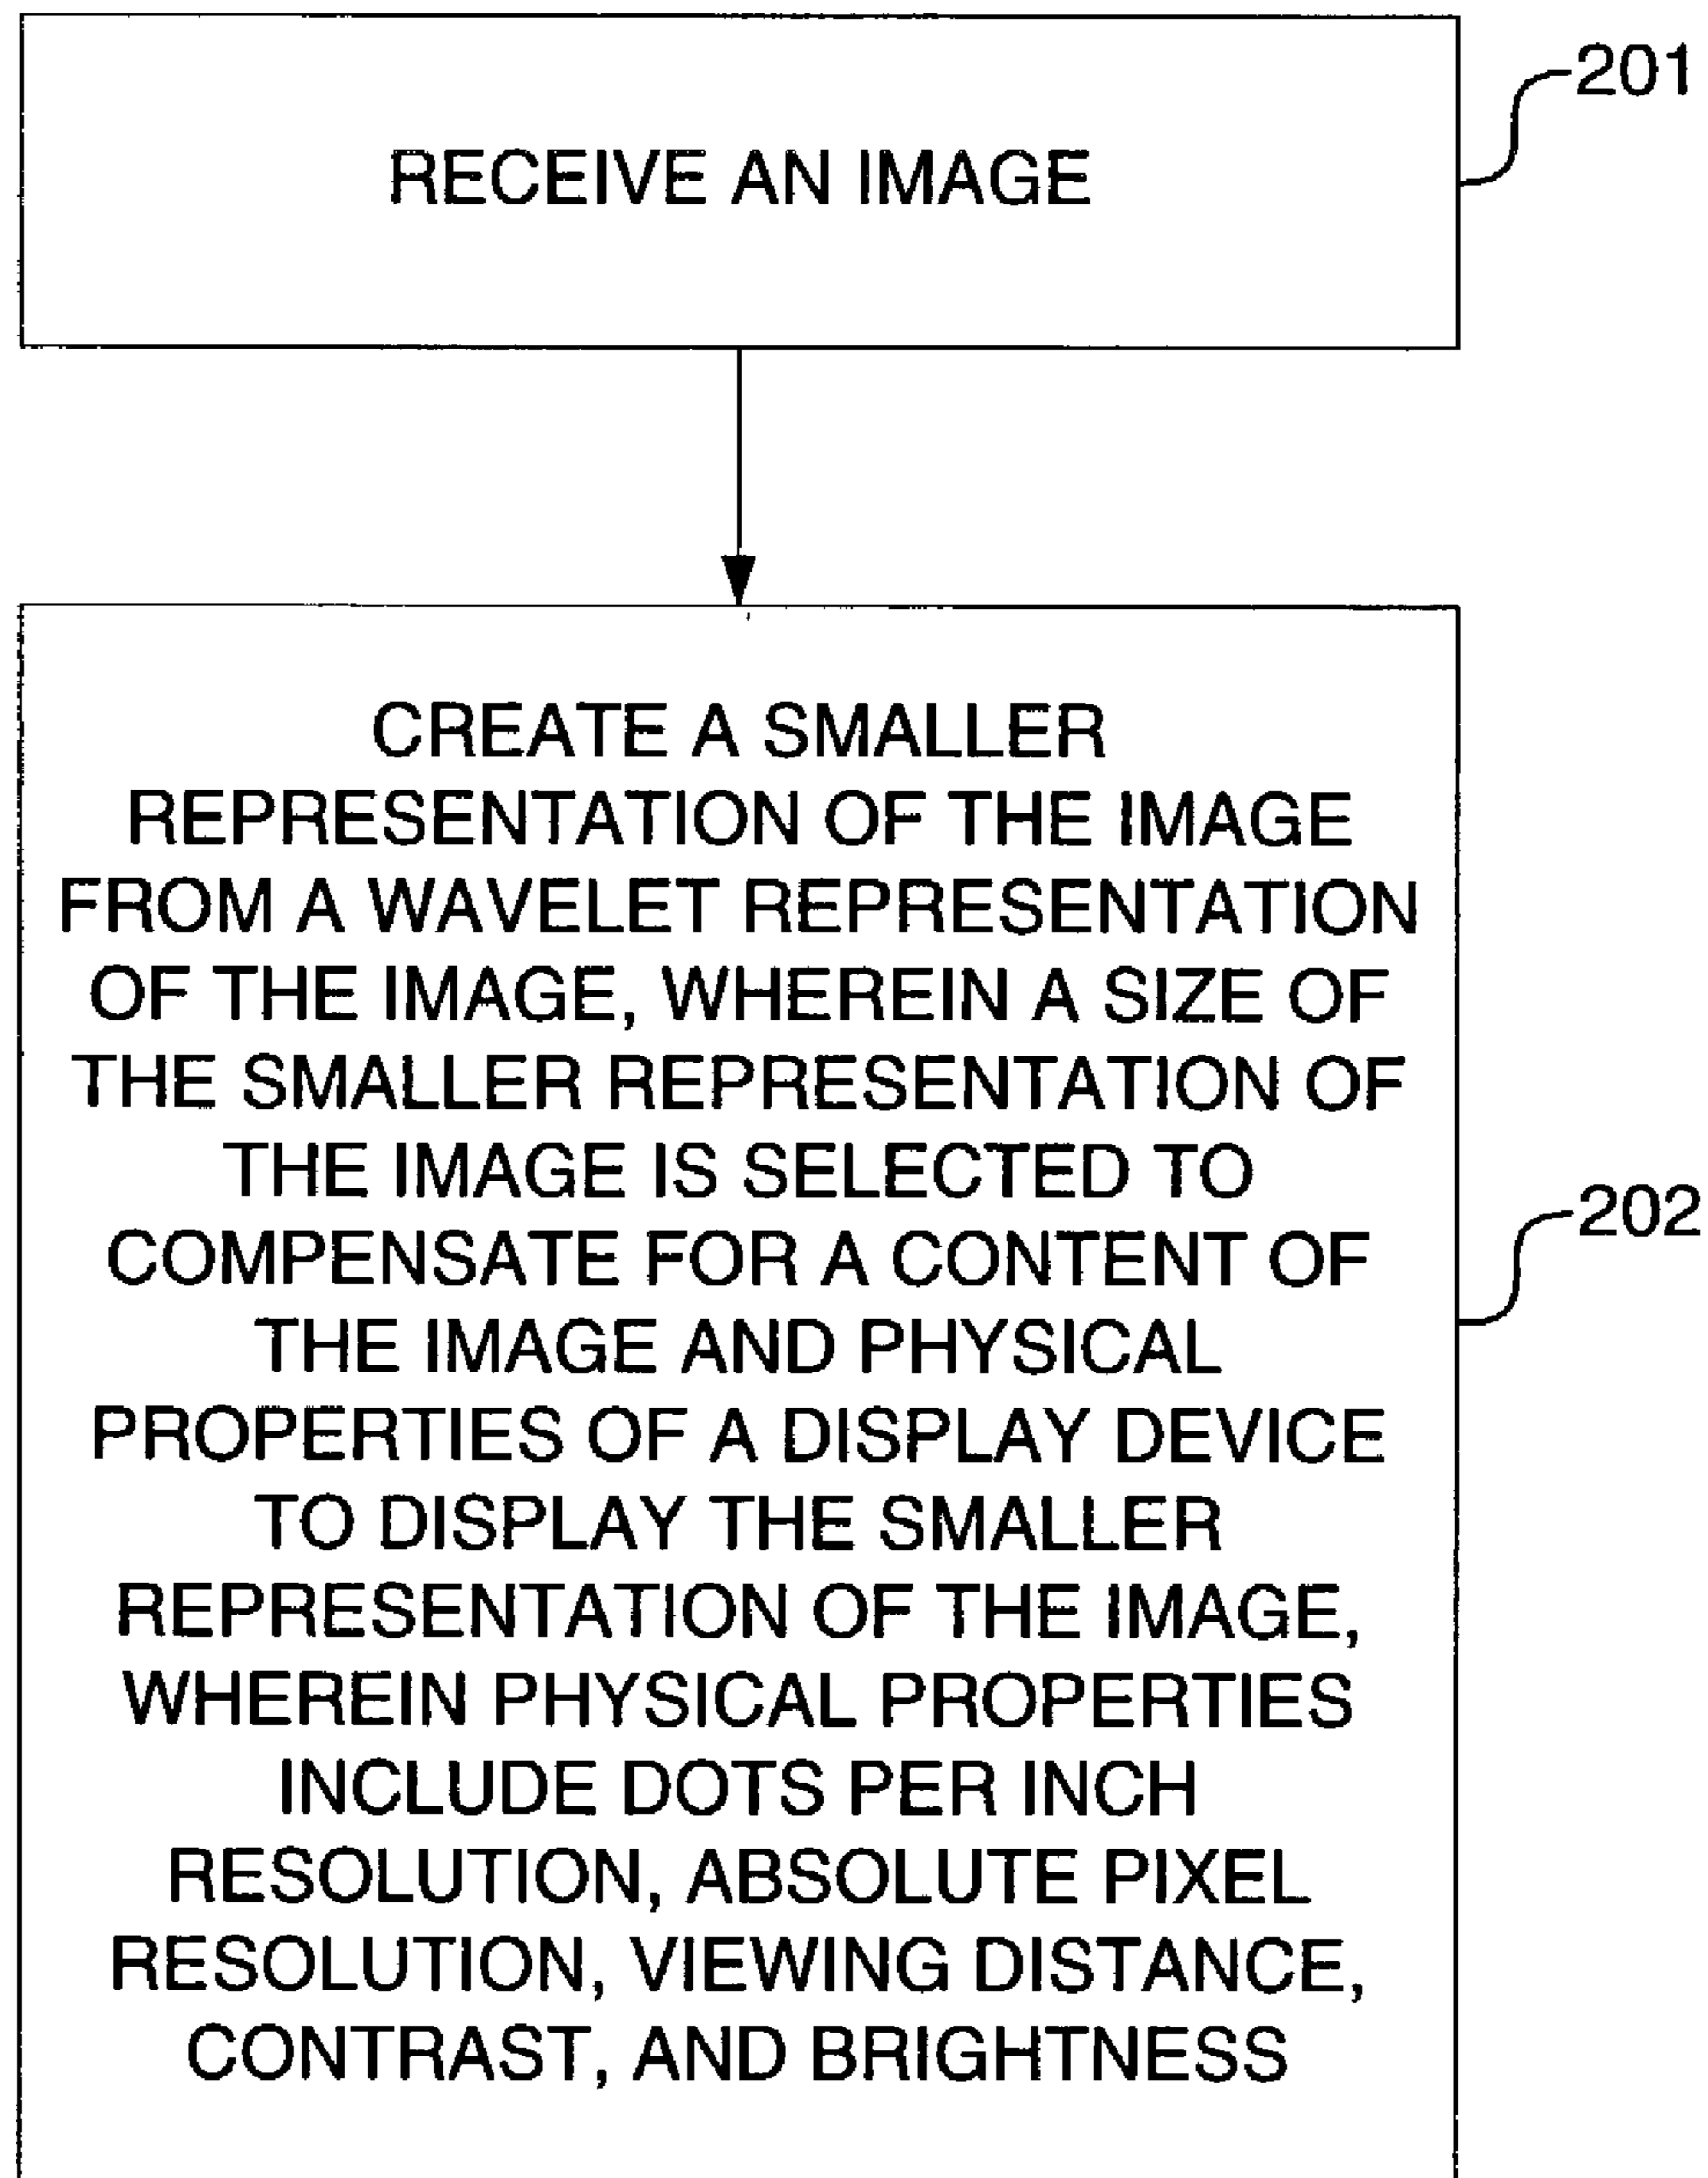 RECEIVE AN IMAGE
201
CREATE A SMALLER
REPRESENTATION OF THE IMAGE
FROM A WAVELET REPRESENTATION
OF THE IMAGE, WHEREIN A SIZE OF
THE SMALLER REPRESENTATION OF
THE IMAGE IS SELECTED TO
COMPENSATE FOR A CONTENT OF
THE IMAGE AND PHYSICAL
PROPERTIES OF A DISPLAY DEVICE
TO DISPLAY THE SMALLER
REPRESENTATION OF THE IMAGE,
WHEREIN PHYSICAL PROPERTIES
INCLUDE DOTS PER INCH
RESOLUTION, ABSOLUTE PIXEL
RESOLUTION, VIEWING DISTANCE,
CONTRAST, AND BRIGHTNESS
202